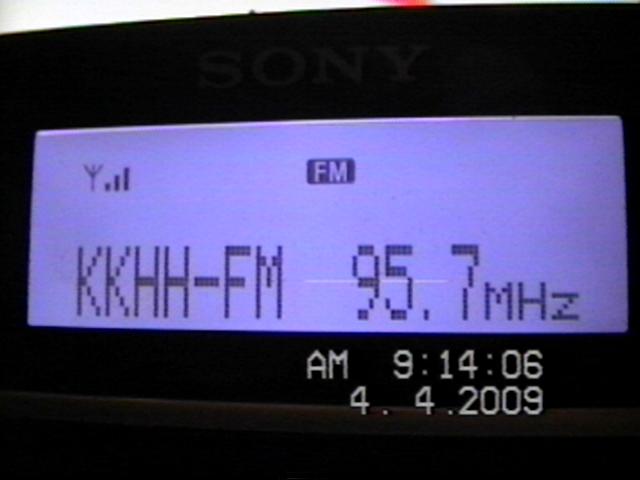 SONY
FM
KKHH-FM 95.7MHz
AM 9:14:06
4. 4.2009